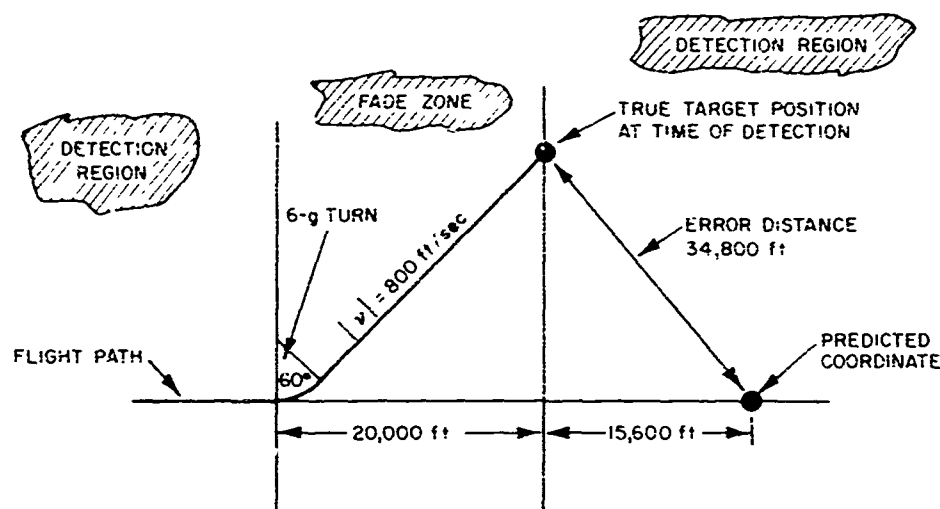 DETECTION REGION
FADE ZONE
TRUE TARGET POSITION
AT TIME OF DETECTION
DETECTION
REGION
6-g TURN
|v| = 800 ft/sec
ERROR DISTANCE
34,800 ft
FLIGHT PATH
60°
PREDICTED
COORDINATE
20,000 ft
15,600 ft